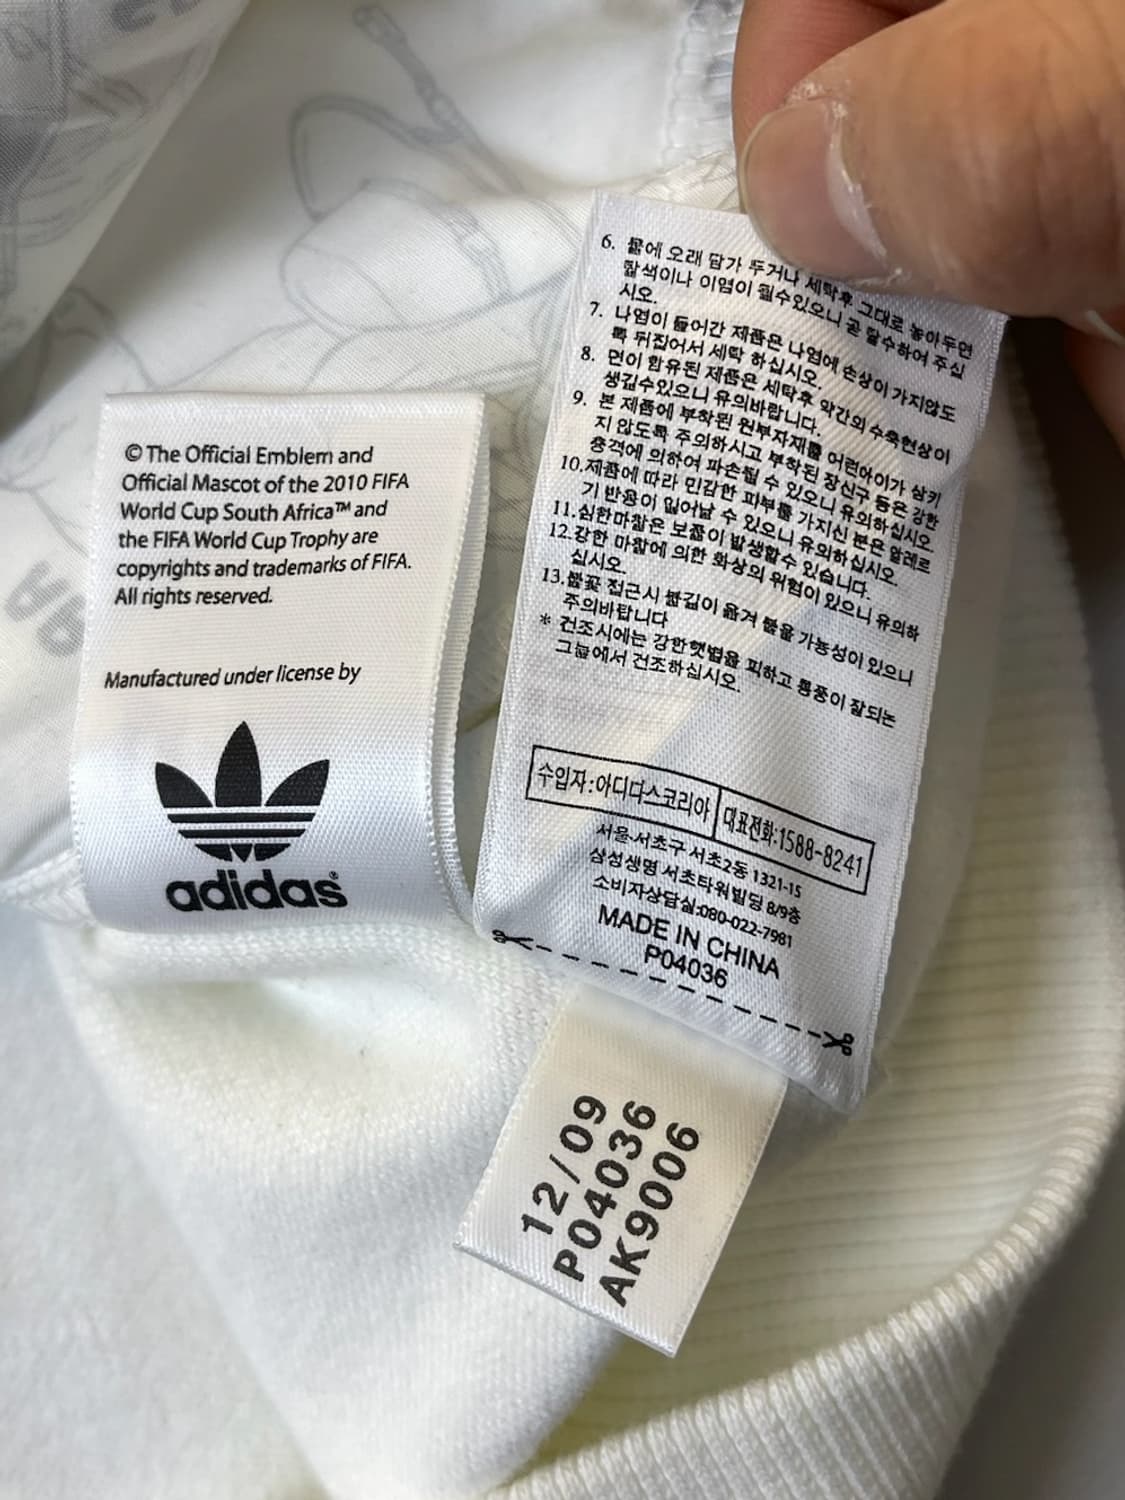 © The Official Emblem and
Official Mascot of the 2010 FIFA
World Cup South Africa™ and
the FIFA World Cup Trophy are
copyrights and trademarks of FIFA.
All rights reserved.
Manufactured under license by
adidas®
6. 물에 오래 담가 두거나 세탁후 그대로 놓아두면
탈색이나 이염이 될수있으니 곧 탈수하여 주십
시오.
7. 나염이 들어간 제품은 나염에 손상이 가지않도
록 뒤집어서 세탁 하십시오.
8. 면이 함유된 제품은 세탁후 약간의 수축현상이
생길수있으니 유의바랍니다.
9. 본 제품에 부착된 원부자재를 어린아이가 삼키
지 않도록 주의하시고 부착된 장신구 등은 강한
충격에 의하여 파손될 수 있으니 유의하십시오.
10.제품에 따라 민감한 피부를 가지신 분은 알레르
기 반응이 일어날 수 있으니 유의하십시오.
11.심한마찰은 보풀이 발생할수 있습니다.
12.강한 마찰에 의한 화상의 위험이 있으니 유의하
십시오.
13.불꽃 접근시 불길이 옮겨 붙을 가능성이 있으니
주의바랍니다
* 건조시에는 강한햇볕을 피하고 통풍이 잘되는
그늘에서 건조하십시오.
수입자:아디다스코리아 대표전화:1588-8241
서울서초구 서초2동 1321-15
삼성생명 서초타워빌딩 8/9층
소비자상담실:080-022-7981
MADE IN CHINA
P04036
12/09
P04036
AK9006